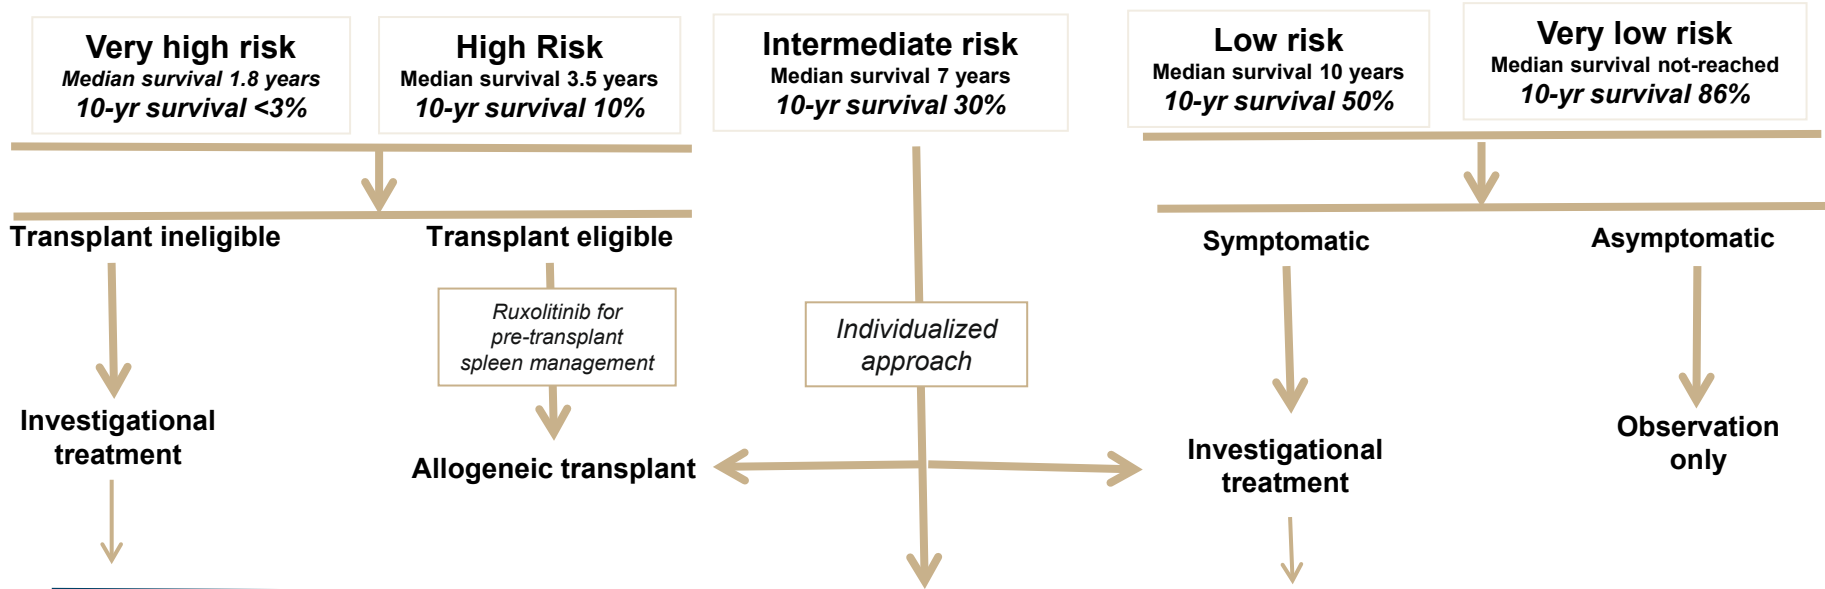 Very high risk
Median survival 1.8 years
10-yr survival <3%
High Risk
Median survival 3.5 years
10-yr survival 10%
Intermediate risk
Median survival 7 years
10-yr survival 30%
Low risk
Median survival 10 years
10-yr survival 50%
Very low risk
Median survival not-reached
10-yr survival 86%
Transplant ineligible
Transplant eligible
Symptomatic
Asymptomatic
Ruxolitinib for
pre-transplant
spleen management
Individualized
approach
Investigational
treatment
Allogeneic transplant
Investigational
treatment
Observation
only